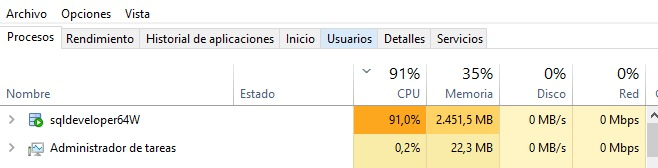 Archivo Opciones Vista
Procesos Rendimiento Historial de aplicaciones Inicio Usuarios Detalles Servicios
91% 35% 0% 0%
Nombre Estado CPU Memoria Disco Red
sqldeveloper64W 91,0% 2.451,5 MB 0 MB/s 0 Mbps
Administrador de tareas 0,2% 22,3 MB 0 MB/s 0 Mbps